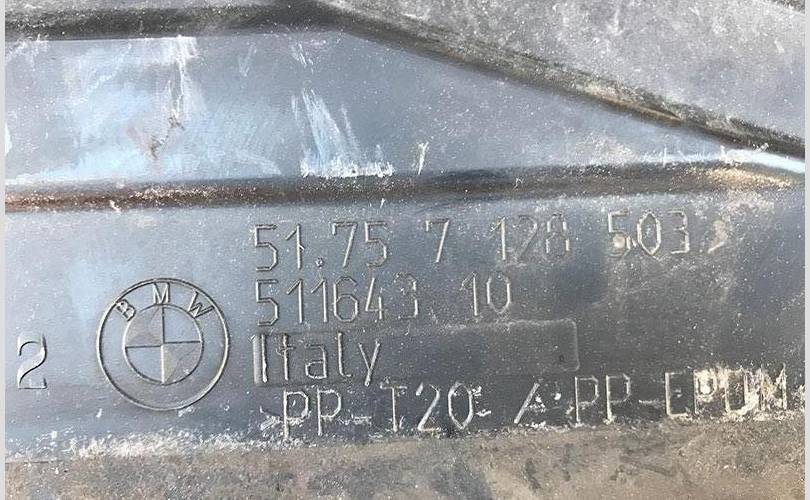 51.75 7 128 503
511643 10
BMW
2
Italy
PP-T20 / PP-EPDM